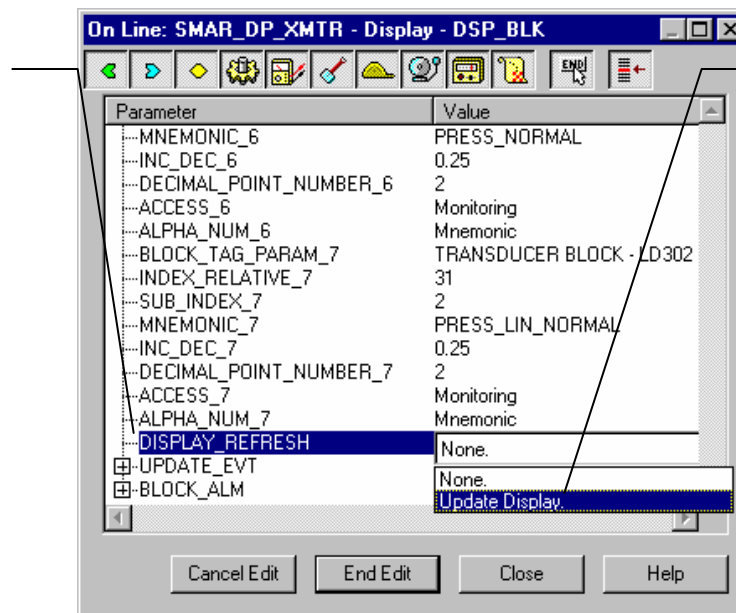 On Line: SMAR_DP_XMTR - Display - DSP_BLK
END
Parameter Value
MNEMONIC_6 PRESS_NORMAL
INC_DEC_6 0.25
DECIMAL_POINT_NUMBER_6 2
ACCESS_6 Monitoring
ALPHA_NUM_6 Mnemonic
BLOCK_TAG_PARAM_7 TRANSDUCER BLOCK - LD302
INDEX_RELATIVE_7 31
SUB_INDEX_7 2
MNEMONIC_7 PRESS_LIN_NORMAL
INC_DEC_7 0.25
DECIMAL_POINT_NUMBER_7 2
ACCESS_7 Monitoring
ALPHA_NUM_7 Mnemonic
DISPLAY_REFRESH None.
UPDATE_EVT None.
BLOCK_ALM Update Display.
Cancel Edit End Edit Close Help